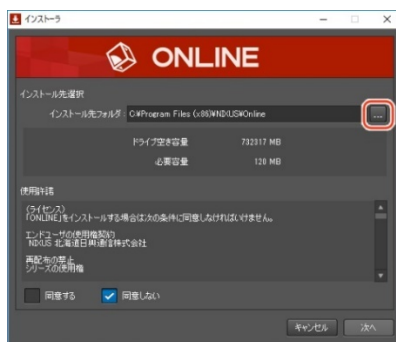 インストーラ
ONLINE
インストール先選択
インストール先フォルダ C:¥Program Files (x86)¥NDXUS¥Online ...
ドライブ空き容量 732317 MB
必要容量 120 MB
使用許諾
(ライセンス)
「ONLINE」をインストールする場合は次の条件に同意しなければいけません。
エンドユーザの使用権契約
NDXUS 北海道日興通信株式会社
再配布の禁止
シリーズの使用権
同意する 同意しない
キャンセル 次へ